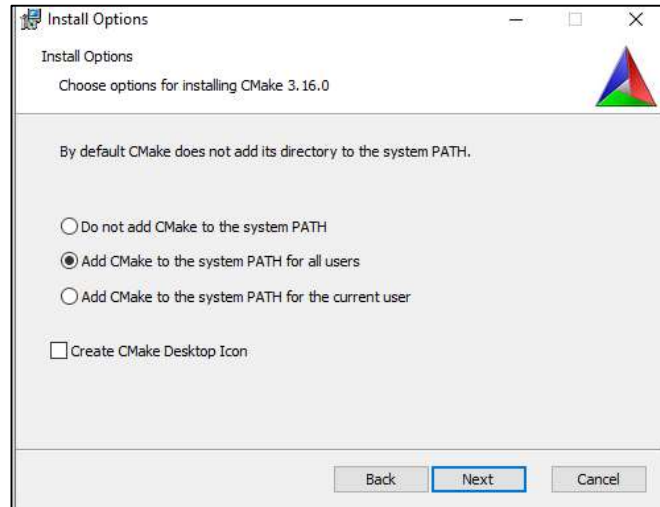 Install Options
Install Options
Choose options for installing CMake 3.16.0
By default CMake does not add its directory to the system PATH.
Do not add CMake to the system PATH
Add CMake to the system PATH for all users
Add CMake to the system PATH for the current user
Create CMake Desktop Icon
Back Next Cancel